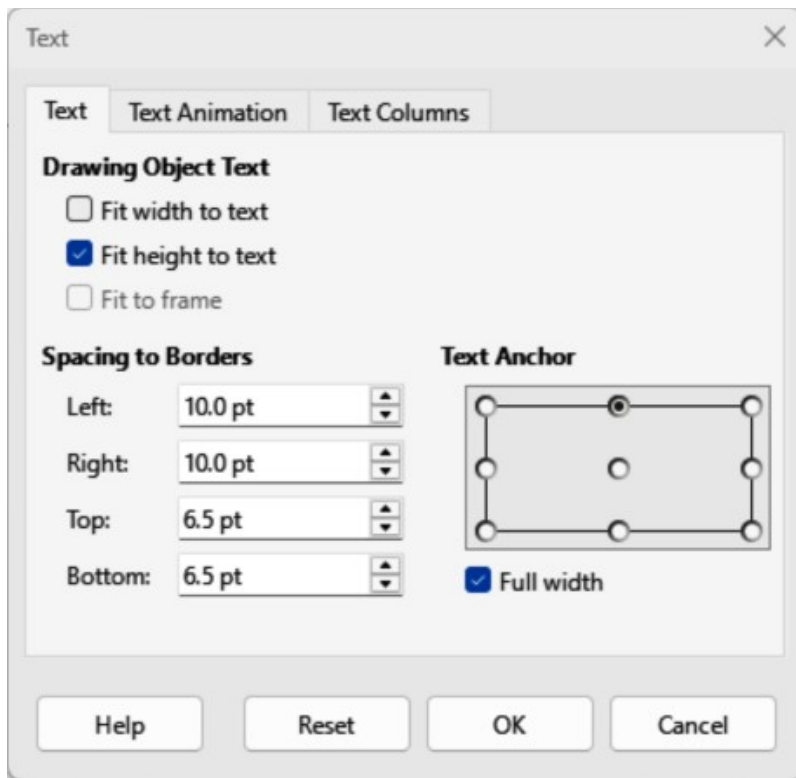 Text
Text Text Animation Text Columns
Drawing Object Text
Fit width to text
Fit height to text
Fit to frame
Spacing to Borders
Left: 10.0 pt
Right: 10.0 pt
Top: 6.5 pt
Bottom: 6.5 pt
Text Anchor
Full width
Help Reset OK Cancel